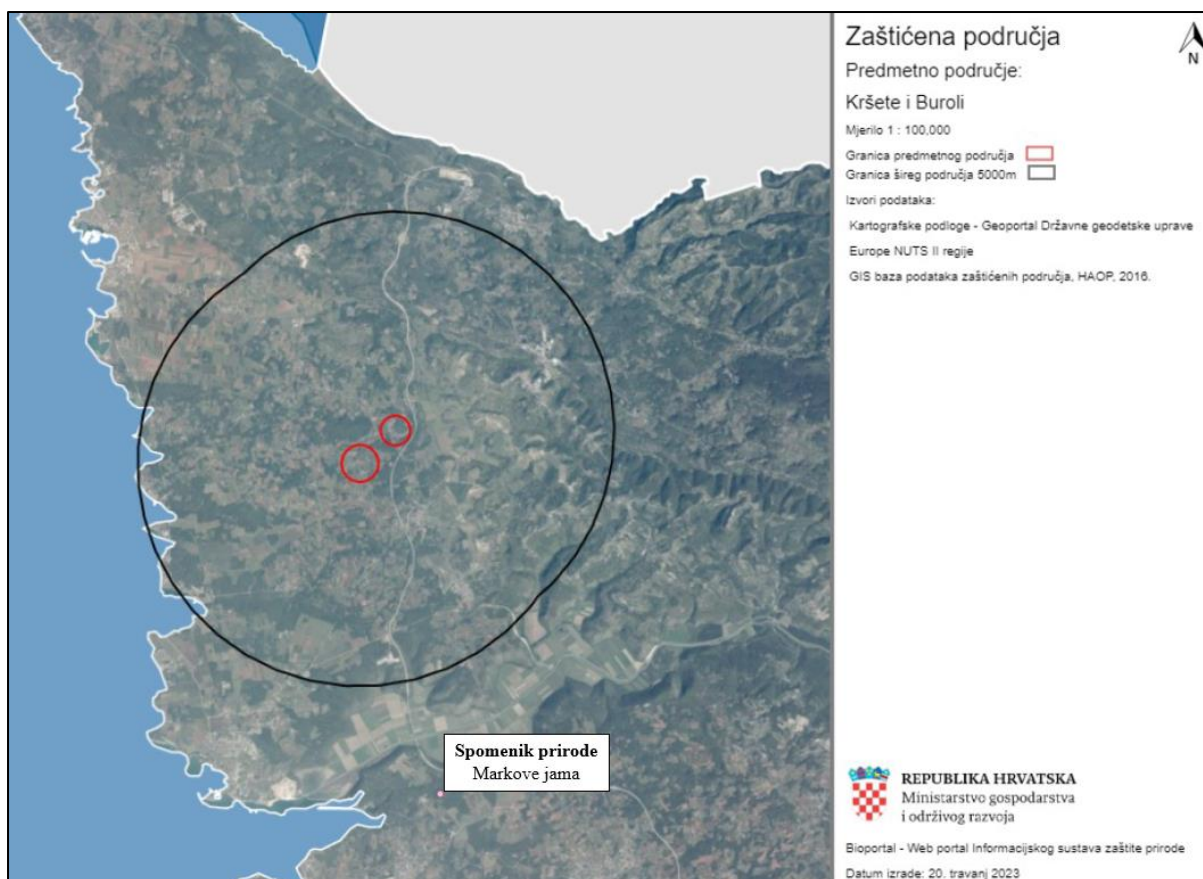 Zaštićena područja
N
Predmetno područje:
Kršete i Buroli
Mjerilo 1 : 100,000
Granica predmetnog područja
Granica šireg područja 5000m
Izvori podataka:
Kartografske podloge - Geoportal Državne geodetske uprave
Europe NUTS II regije
GIS baza podataka zaštićenih područja, HAOP, 2016.
Spomenik prirode
Markove jama
REPUBLIKA HRVATSKA
Ministarstvo gospodarstva
i održivog razvoja
Bioportal - Web portal Informacijskog sustava zaštite prirode
Datum izrade: 20. travanj 2023